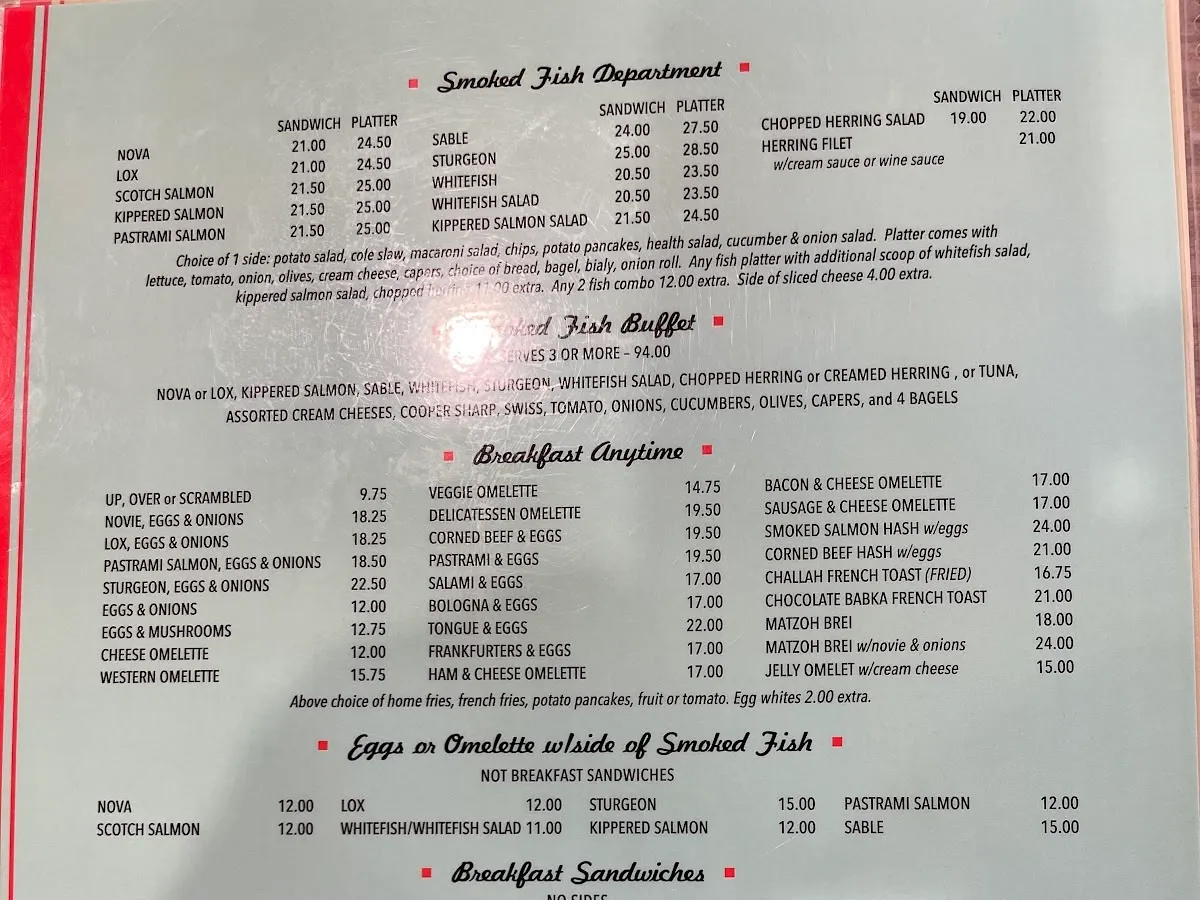 Smoked Fish Department
SANDWICH PLATTER
NOVA 21.00 24.50
LOX 21.00 24.50
SCOTCH SALMON 21.50 25.00
KIPPERED SALMON 21.50 25.00
PASTRAMI SALMON 21.50 25.00
SANDWICH PLATTER
SABLE 24.00 27.50
STURGEON 25.00 28.50
WHITEFISH 20.50 23.50
WHITEFISH SALAD 20.50 23.50
KIPPERED SALMON SALAD 21.50 24.50
SANDWICH PLATTER
CHOPPED HERRING SALAD 19.00 22.00
HERRING FILET 21.00
w/cream sauce or wine sauce
Choice of 1 side: potato salad, cole slaw, macaroni salad, chips, potato pancakes, health salad, cucumber & onion salad. Platter comes with
lettuce, tomato, onion, olives, cream cheese, capers, choice of bread, bagel, bialy, onion roll. Any fish platter with additional scoop of whitefish salad,
kippered salmon salad, chopped herring 11.00 extra. Any 2 fish combo 12.00 extra. Side of sliced cheese 4.00 extra.
Smoked Fish Buffet
SERVES 3 OR MORE – 94.00
NOVA or LOX, KIPPERED SALMON, SABLE, WHITEFISH, STURGEON, WHITEFISH SALAD, CHOPPED HERRING or CREAMED HERRING , or TUNA,
ASSORTED CREAM CHEESES, COOPER SHARP, SWISS, TOMATO, ONIONS, CUCUMBERS, OLIVES, CAPERS, and 4 BAGELS
Breakfast Anytime
UP, OVER or SCRAMBLED 9.75
NOVIE, EGGS & ONIONS 18.25
LOX, EGGS & ONIONS 18.25
PASTRAMI SALMON, EGGS & ONIONS 18.50
STURGEON, EGGS & ONIONS 22.50
EGGS & ONIONS 12.00
EGGS & MUSHROOMS 12.75
CHEESE OMELETTE 12.00
WESTERN OMELETTE 15.75
VEGGIE OMELETTE 14.75
DELICATESSEN OMELETTE 19.50
CORNED BEEF & EGGS 19.50
PASTRAMI & EGGS 19.50
SALAMI & EGGS 17.00
BOLOGNA & EGGS 17.00
TONGUE & EGGS 22.00
FRANKFURTERS & EGGS 17.00
HAM & CHEESE OMELETTE 17.00
BACON & CHEESE OMELETTE 17.00
SAUSAGE & CHEESE OMELETTE 17.00
SMOKED SALMON HASH w/eggs 24.00
CORNED BEEF HASH w/eggs 21.00
CHALLAH FRENCH TOAST (FRIED) 16.75
CHOCOLATE BABKA FRENCH TOAST 21.00
MATZOH BREI 18.00
MATZOH BREI w/novie & onions 24.00
JELLY OMELET w/cream cheese 15.00
Above choice of home fries, french fries, potato pancakes, fruit or tomato. Egg whites 2.00 extra.
Eggs or Omelette w/side of Smoked Fish
NOT BREAKFAST SANDWICHES
NOVA 12.00 LOX 12.00 STURGEON 15.00 PASTRAMI SALMON 12.00
SCOTCH SALMON 12.00 WHITEFISH/WHITEFISH SALAD 11.00 KIPPERED SALMON 12.00 SABLE 15.00
Breakfast Sandwiches
NO SIDES